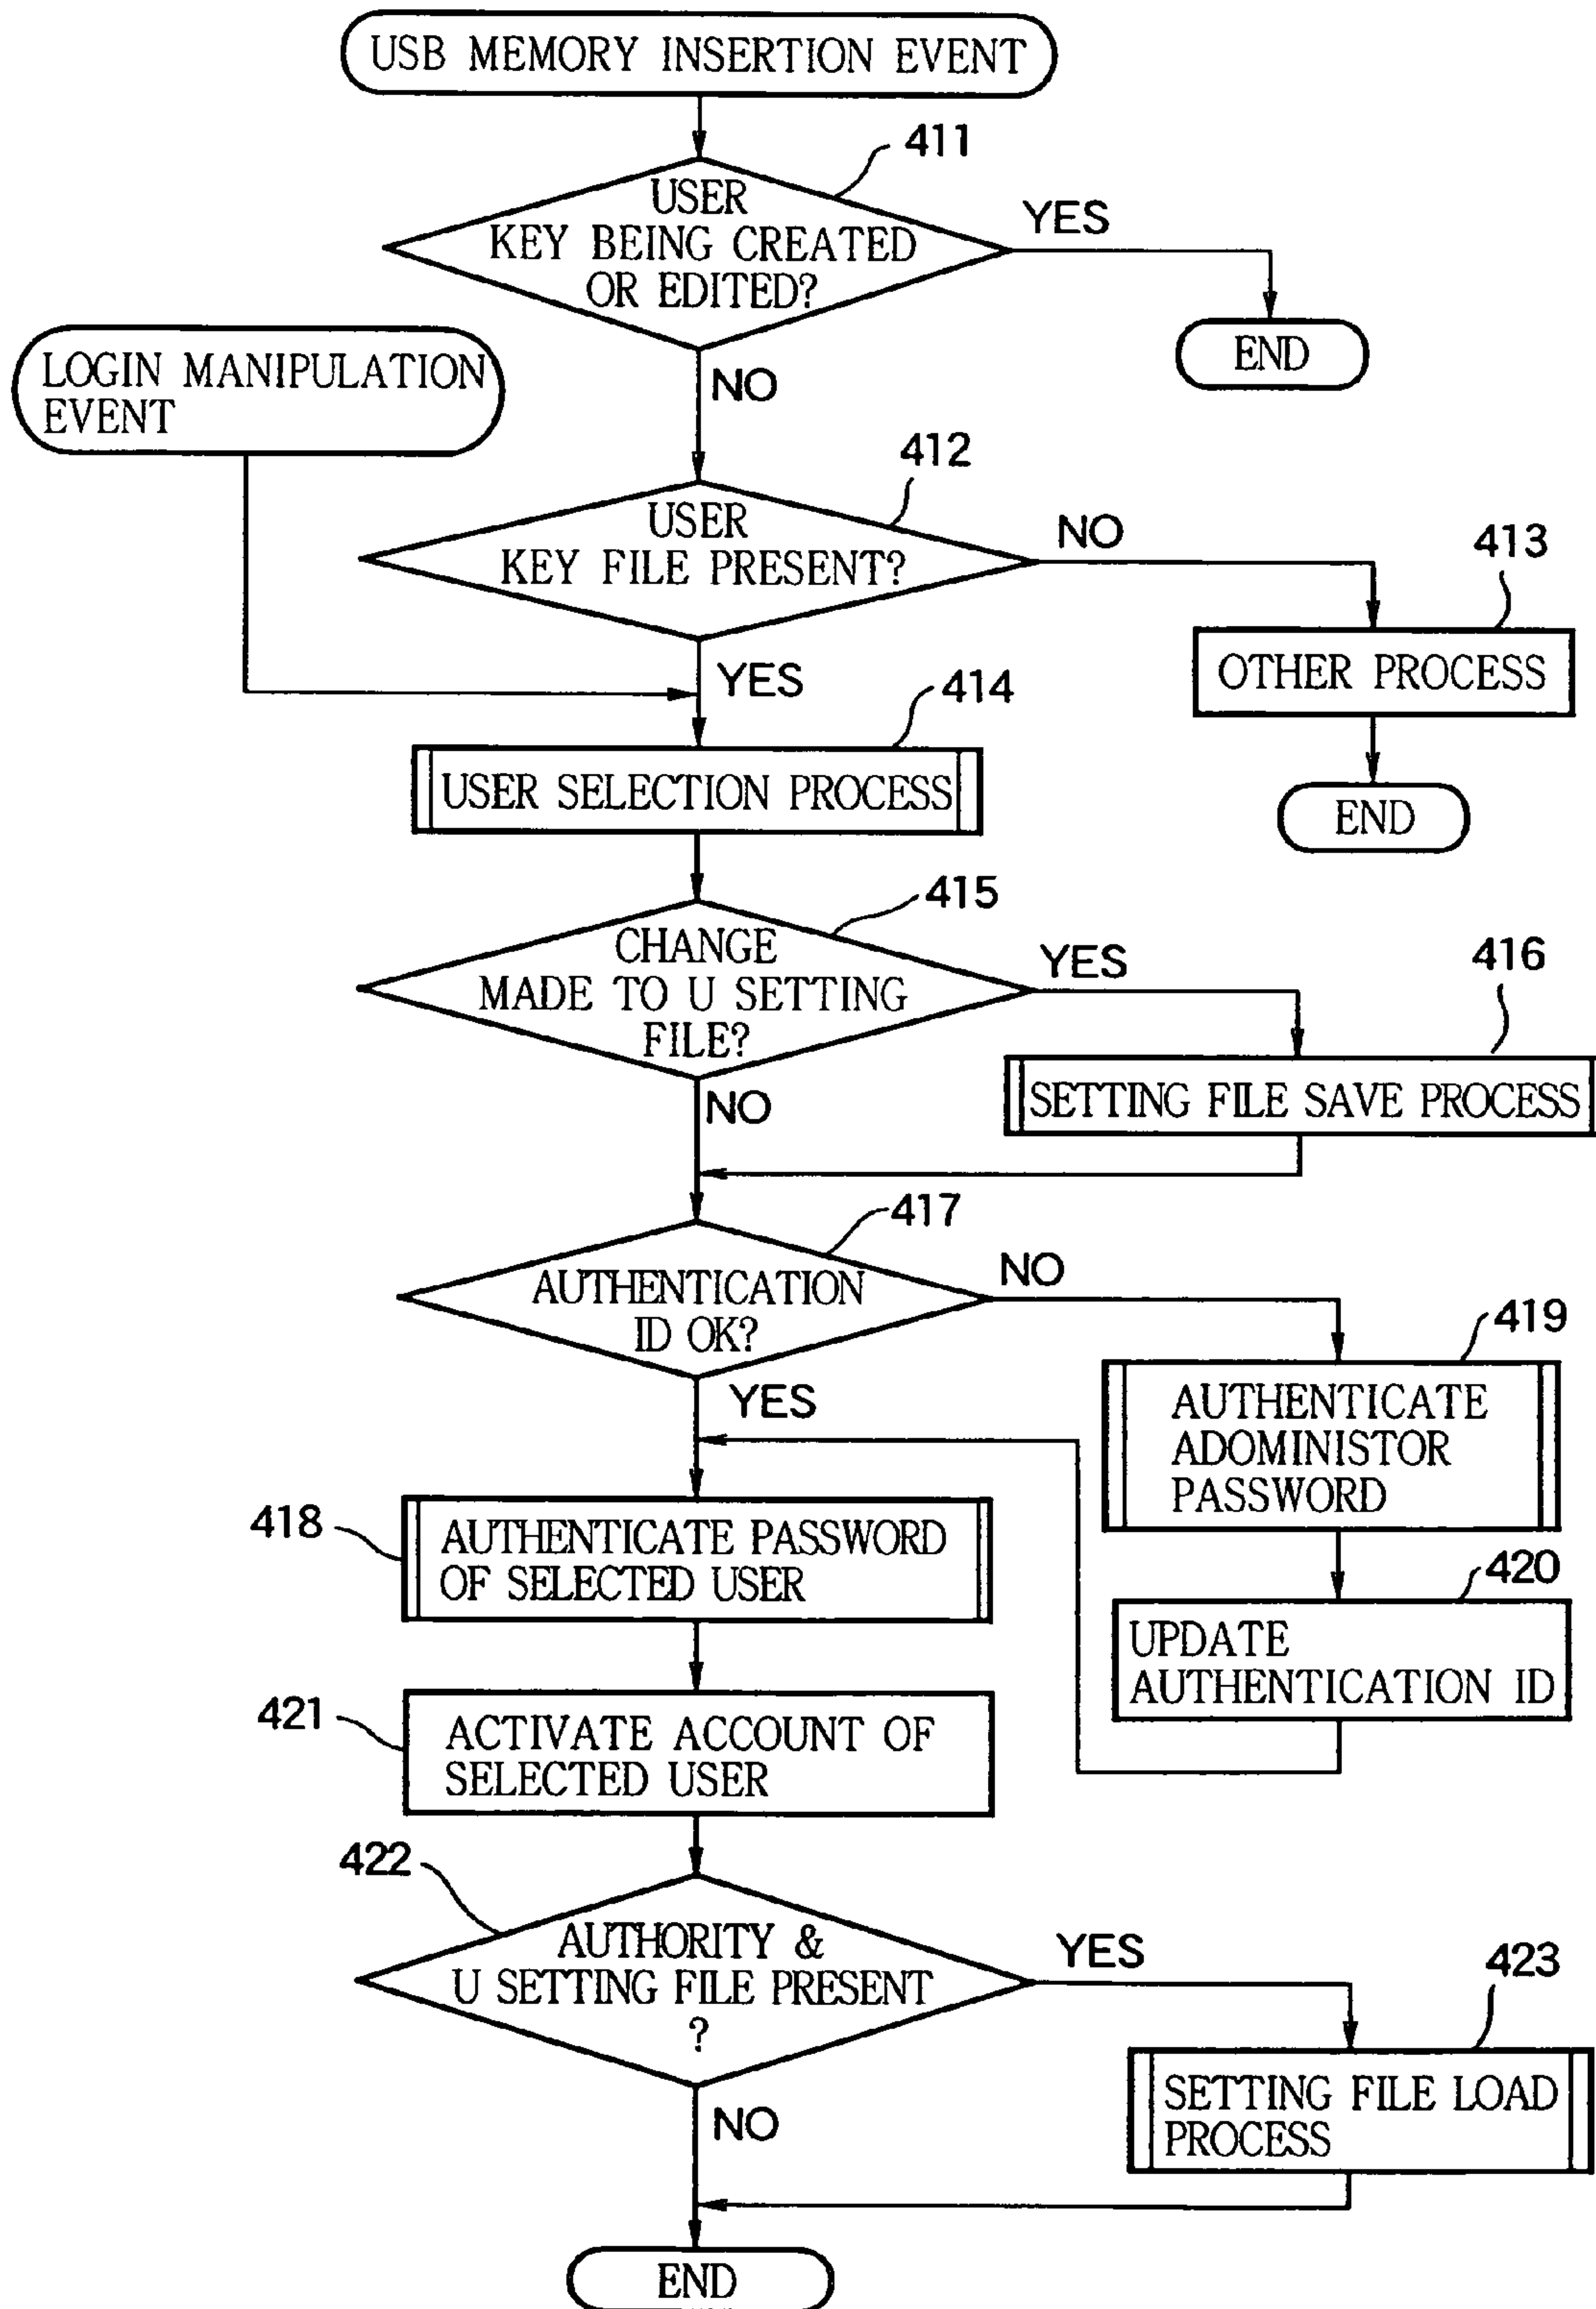 USB MEMORY INSERTION EVENT
411
USER
KEY BEING CREATED
OR EDITED?
YES
END
LOGIN MANIPULATION
EVENT
NO
412
USER
KEY FILE PRESENT?
NO
413
OTHER PROCESS
YES
414
USER SELECTION PROCESS
END
415
CHANGE
MADE TO U SETTING
FILE?
YES
416
SETTING FILE SAVE PROCESS
NO
417
AUTHENTICATION
ID OK?
NO
419
YES
AUTHENTICATE
ADOMINISTOR
PASSWORD
418
AUTHENTICATE PASSWORD
OF SELECTED USER
420
UPDATE
AUTHENTICATION ID
421
ACTIVATE ACCOUNT OF
SELECTED USER
422
AUTHORITY &
U SETTING FILE PRESENT
?
YES
423
SETTING FILE LOAD
PROCESS
NO
END